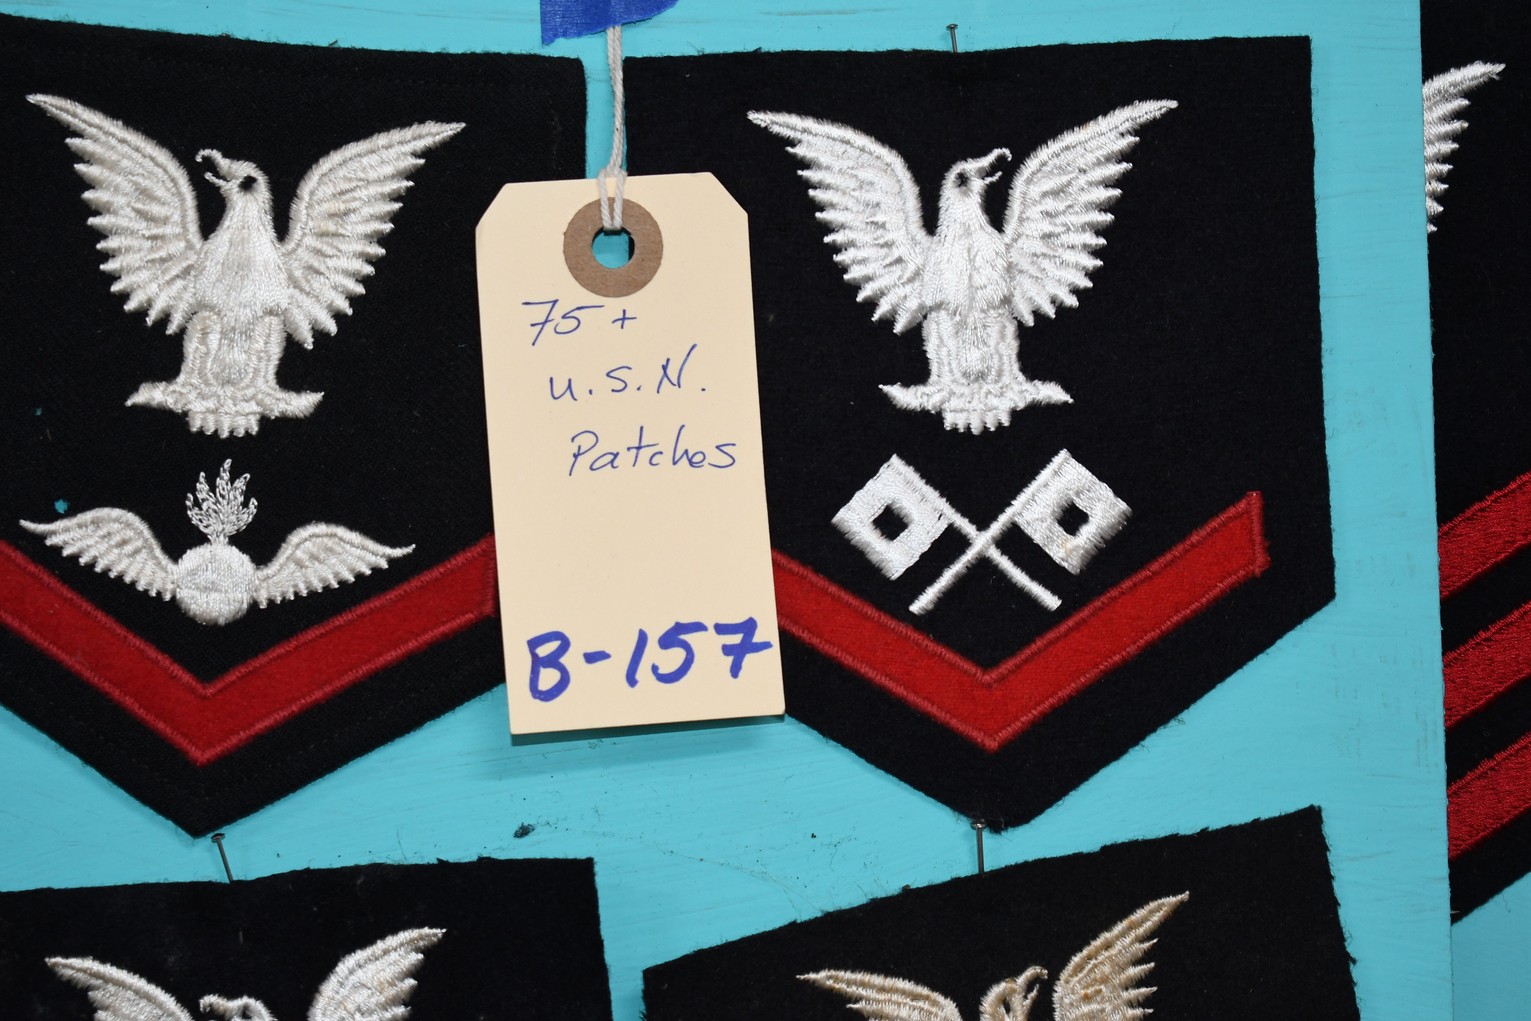 75+
U.S.N.
Patches
B-157